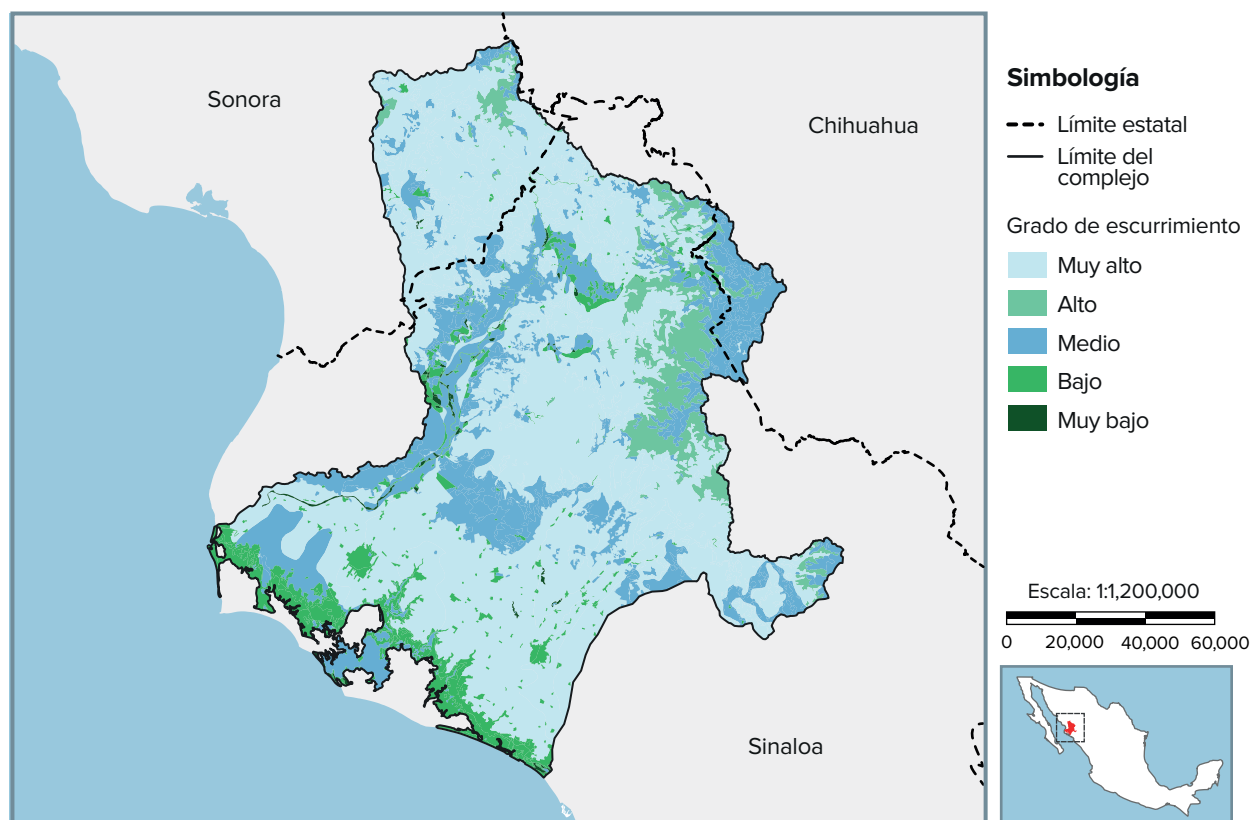 Sonora
Chihuahua
Sinaloa
Simbología
Límite estatal
Límite del
complejo
Grado de escurrimiento
Muy alto
Alto
Medio
Bajo
Muy bajo
Escala: 1:1,200,000
0 20,000 40,000 60,000